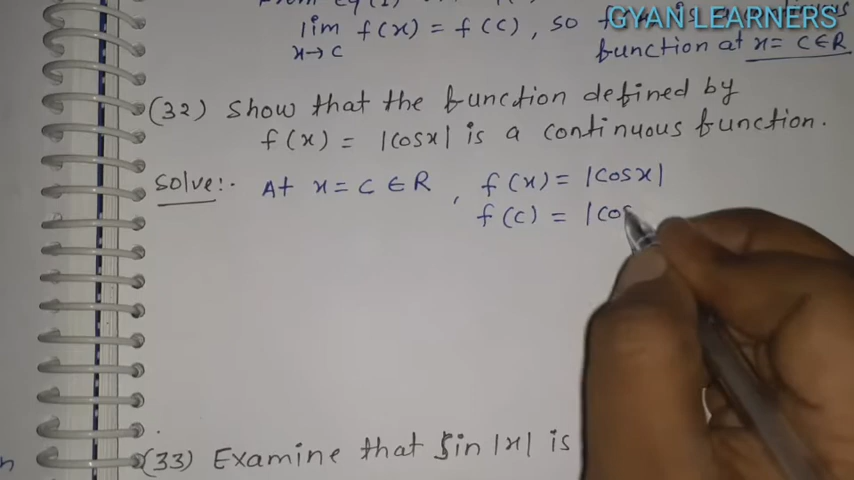 GYAN LEARNERS
lim f(x) = f(c), so
x→c
function at x = c ∈ R
(32) Show that the function defined by
f(x) = |cosx| is a continuous function.
Solve:- At x = c ∈ R, f(x) = |cosx|
f(c) = |cos
(33) Examine that Sin |x| is